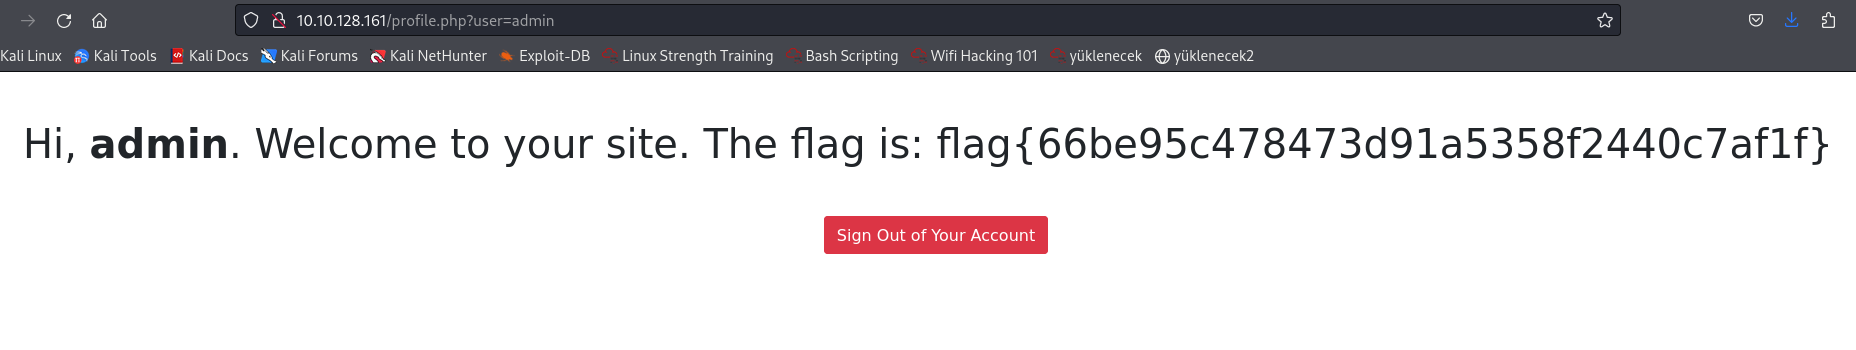 10.10.128.161/profile.php?user=admin
Kali Linux Kali Tools Kali Docs Kali Forums Kali NetHunter Exploit-DB Linux Strength Training Bash Scripting Wifi Hacking 101 yüklenecek yüklenecek2
Hi, admin. Welcome to your site. The flag is: flag{66be95c478473d91a5358f2440c7af1f}
Sign Out of Your Account